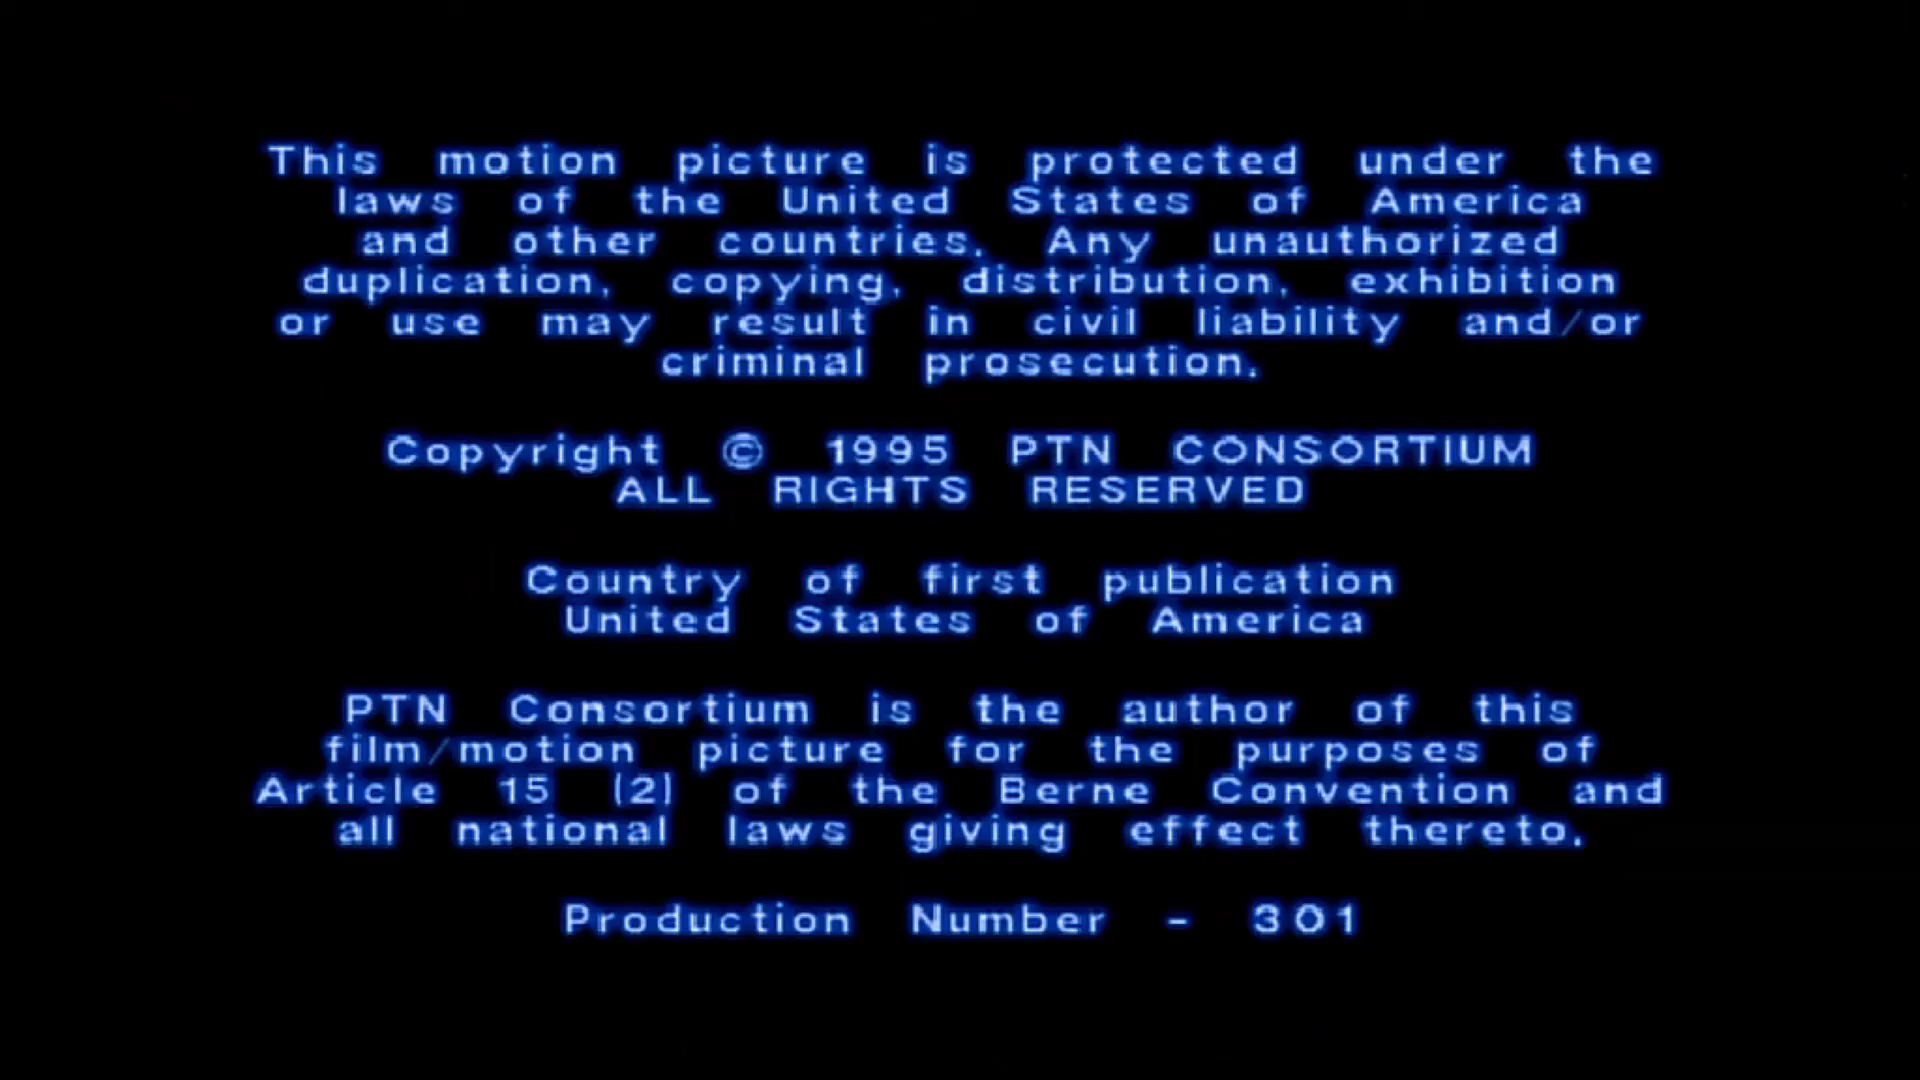 This motion picture is protected under the
laws of the United States of America
and other countries. Any unauthorized
duplication, copying, distribution, exhibition
or use may result in civil liability and/or
criminal prosecution.
Copyright © 1995 PTN CONSORTIUM
ALL RIGHTS RESERVED
Country of first publication
United States of America
PTN Consortium is the author of this
film/motion picture for the purposes of
Article 15 (2) of the Berne Convention and
all national laws giving effect thereto.
Production Number - 301